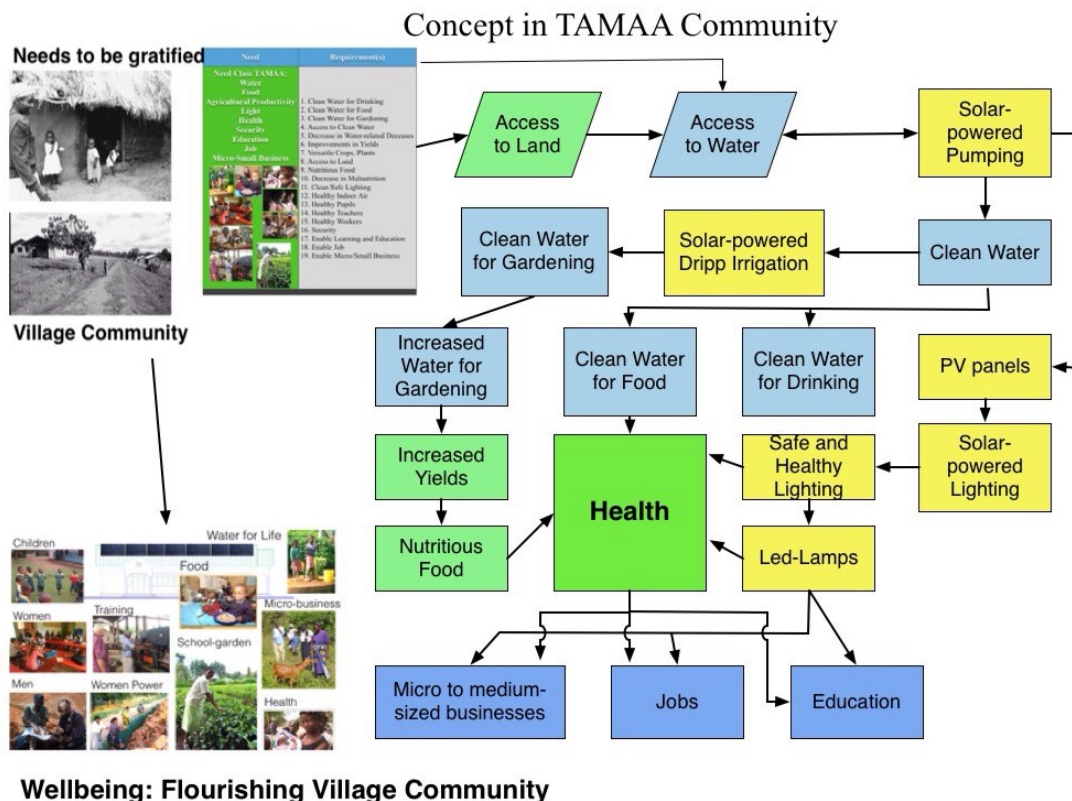 Concept in TAMAA Community
Needs to be gratified
Village Community
Need
Requirement(s)
Need Class TAMAA:
Water
Food
Agricultural Productivity
Light
Health
Security
Education
Job
Micro-Small Business
1. Clean Water for Drinking
2. Clean Water for Food
3. Clean Water for Gardening
4. Access to Clean Water
5. Decrease in Water-related Deceases
6. Improvements in Yields
7. Versatile Crops, Plants
8. Access to Land
9. Nutritious Food
10. Decrease in Malnutrition
11. Clean Safe Lighting
12. Healthy Indoor Air
13. Healthy Pupils
14. Healthy Teachers
15. Healthy Workers
16. Security
17. Enable Learning and Education
18. Enable Job
19. Enable Micro/Small Business
Access
to Land
Access
to Water
Solar-
powered
Pumping
Clean Water
for Gardening
Solar-powered
Dripp Irrigation
Clean Water
Increased
Water for
Gardening
Clean Water
for Food
Clean Water
for Drinking
PV panels
Increased
Yields
Health
Safe and
Healthy
Lighting
Solar-
powered
Lighting
Nutritious
Food
Led-Lamps
Micro to medium-
sized businesses
Jobs
Education
Children
Water for Life
Food
Women
Training
Micro-business
School-garden
Men
Women Power
Health
Wellbeing: Flourishing Village Community